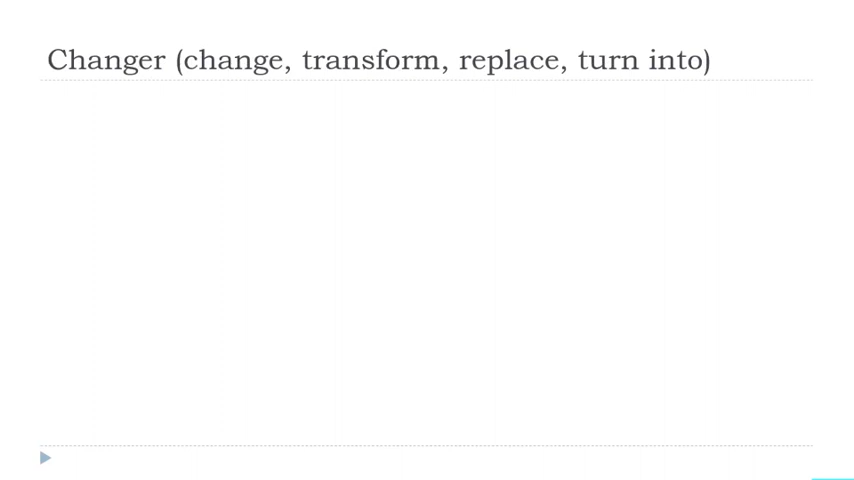 Changer (change, transform, replace, turn into)